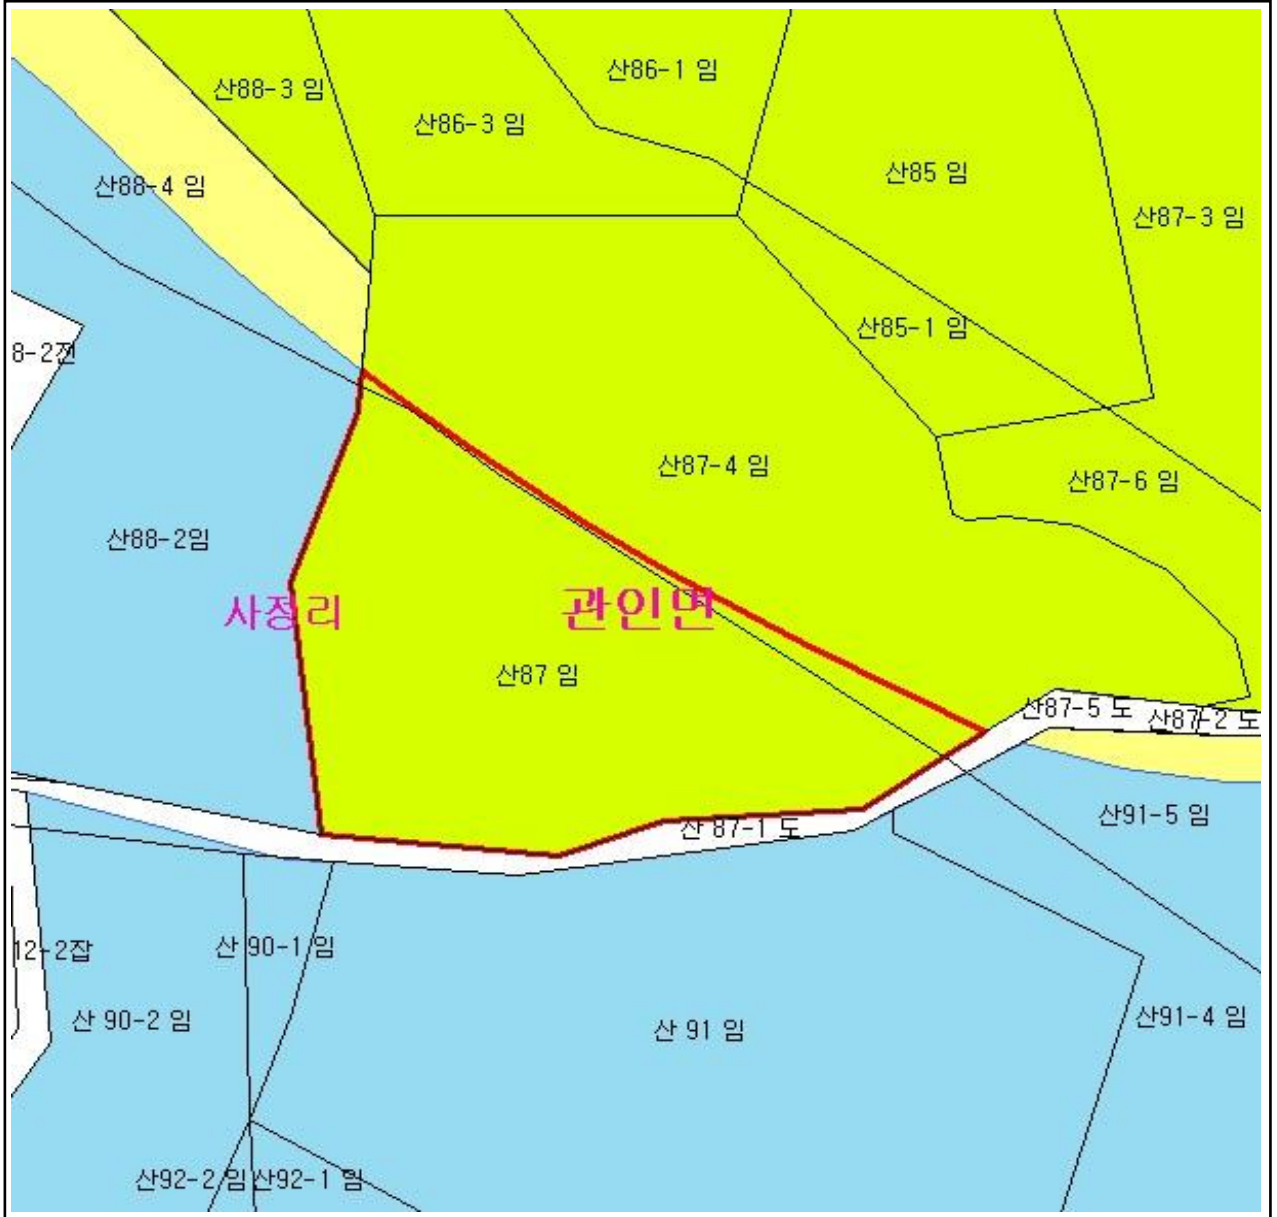 산86-1 임
산88-3 임
산86-3 임
산85 임
산88-4 임
산87-3 임
산85-1 임
8-2전
산87-4 임
산87-6 임
산88-2임
사정리
관인면
산87 임
산87-5 도
산87-2 도
산91-5 임
산 87-1 도
12-2잡
산 90-1 임
산 90-2 임
산 91 임
산91-4 임
산92-2 임
산92-1 임